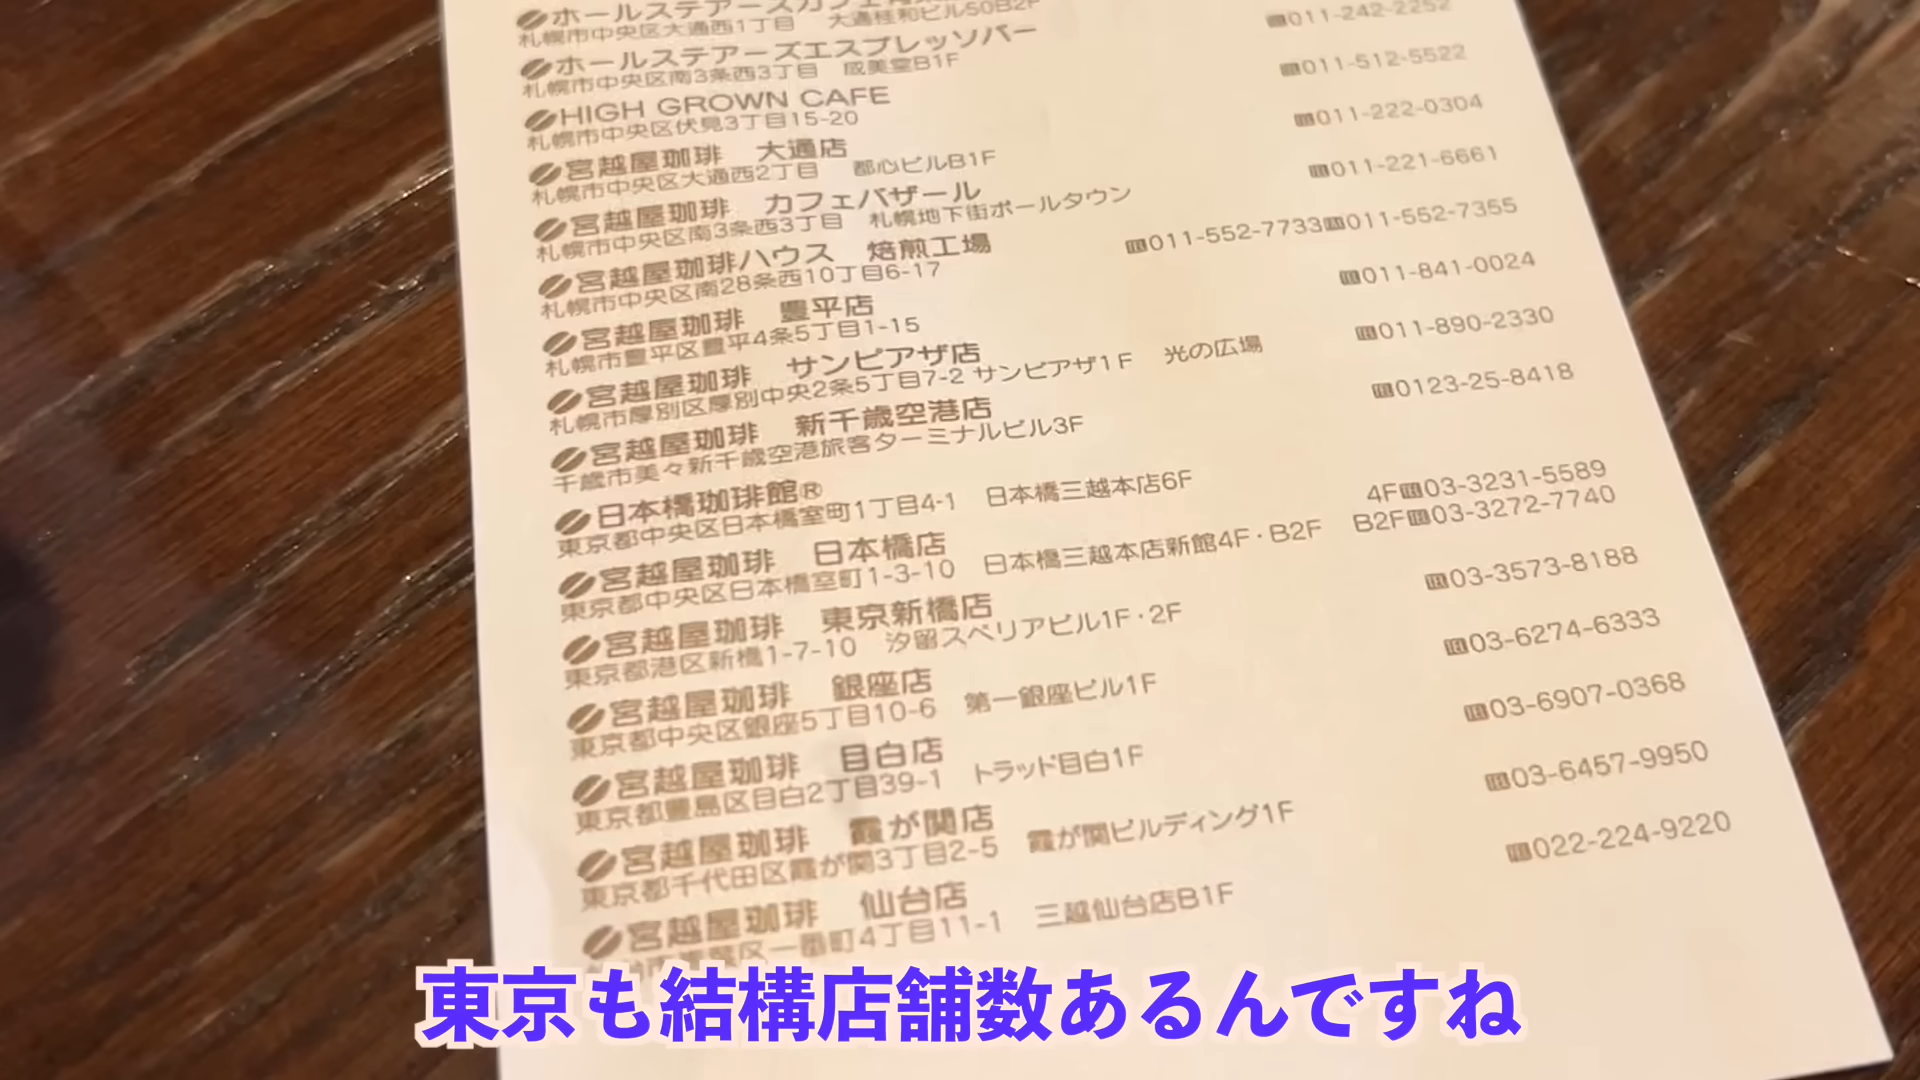 ホールステアーズカフェ
札幌市中央区大通西1丁目 大通桂和ビル50B2F
011-242-2252
ホールステアーズエスプレッソバー
札幌市中央区南3条西3丁目 成美堂B1F
011-512-5522
HIGH GROWN CAFE
札幌市中央区伏見3丁目15-20
011-222-0304
宮越屋珈琲 大通店
札幌市中央区大通西2丁目 都心ビルB1F
011-221-6661
宮越屋珈琲 カフェバザール
札幌市中央区南3条西3丁目 札幌地下街ポールタウン
宮越屋珈琲ハウス 焙煎工場 TEL011-552-7733 FAX011-552-7355
札幌市中央区南28条西10丁目6-17
TEL011-841-0024
宮越屋珈琲 豊平店
札幌市豊平区豊平4条5丁目1-15
TEL011-890-2330
宮越屋珈琲 サンピアザ店
札幌市厚別区厚別中央2条5丁目7-2 サンピアザ1F 光の広場
TEL0123-25-8418
宮越屋珈琲 新千歳空港店
千歳市美々新千歳空港旅客ターミナルビル3F
日本橋珈琲館®
東京都中央区日本橋室町1丁目4-1 日本橋三越本店6F
4FTEL03-3231-5589
宮越屋珈琲 日本橋店 B2FTEL03-3272-7740
東京都中央区日本橋室町1-3-10 日本橋三越本店新館4F・B2F
TEL03-3573-8188
宮越屋珈琲 東京新橋店
東京都港区新橋1-7-10 汐留スペリアビル1F・2F
TEL03-6274-6333
宮越屋珈琲 銀座店
東京都中央区銀座5丁目10-6 第一銀座ビル1F
TEL03-6907-0368
宮越屋珈琲 目白店
東京都豊島区目白2丁目39-1 トラッド目白1F
TEL03-6457-9950
宮越屋珈琲 霞が関店
東京都千代田区霞が関3丁目2-5 霞が関ビルディング1F
TEL022-224-9220
宮越屋珈琲 仙台店
区一番町4丁目11-1 三越仙台店B1F
東京も結構店舗数あるんですね